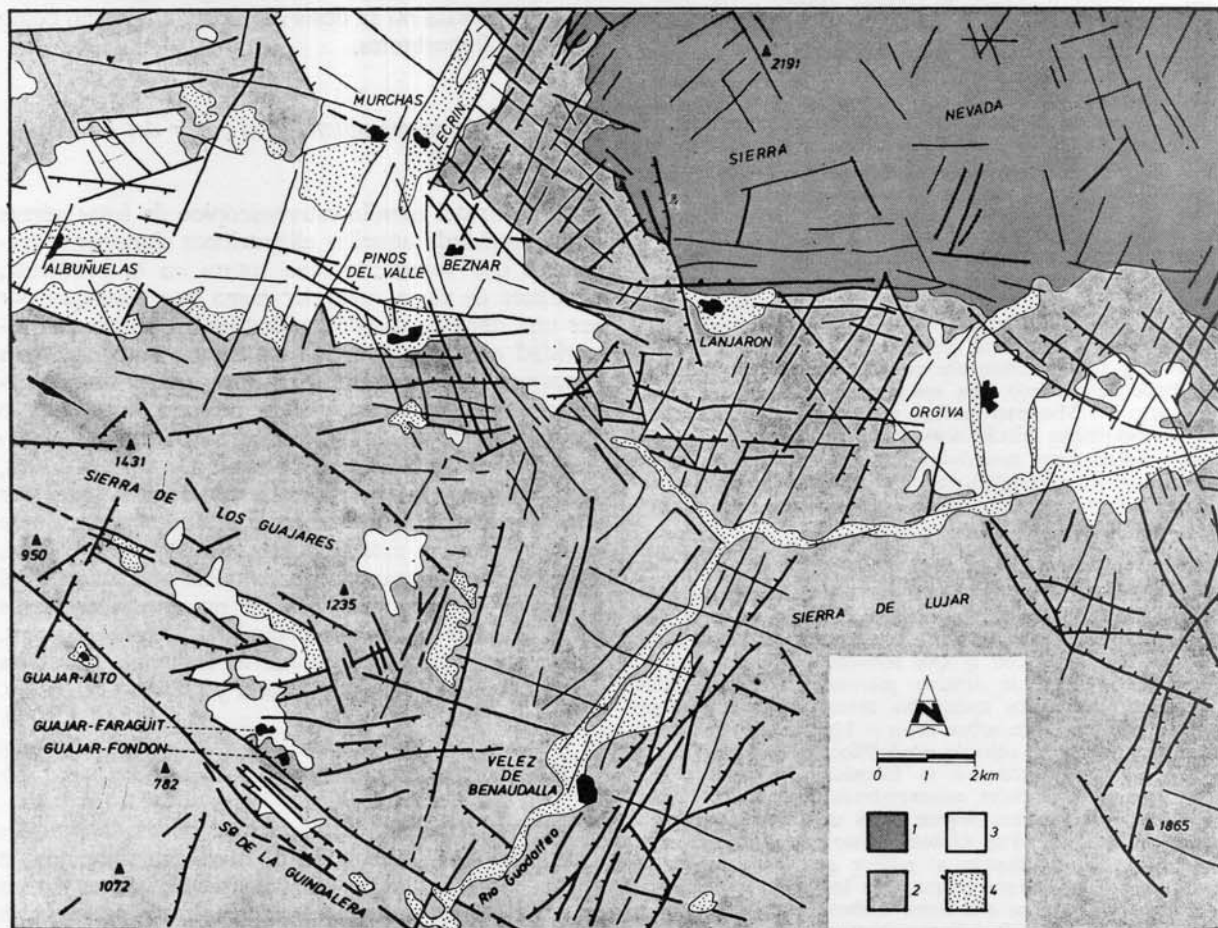 2191
MURCHAS
LECRIN
SIERRA
NEVADA
ALBUÑUELAS
PINOS
DEL VALLE
BEZNAR
LANJARON
ORGIVA
1431
SIERRA DE
LOS GUAJARES
950
1235
SIERRA DE LUJAR
GUAJAR-ALTO
GUAJAR-FARAGÜIT
GUAJAR-FONDON
782
VELEZ
DE
BENAUDALLA
Rio Guadalfeo
Sª DE LA GUINDALERA
1072
1865
N
0 1 2 km
1
3
2
4